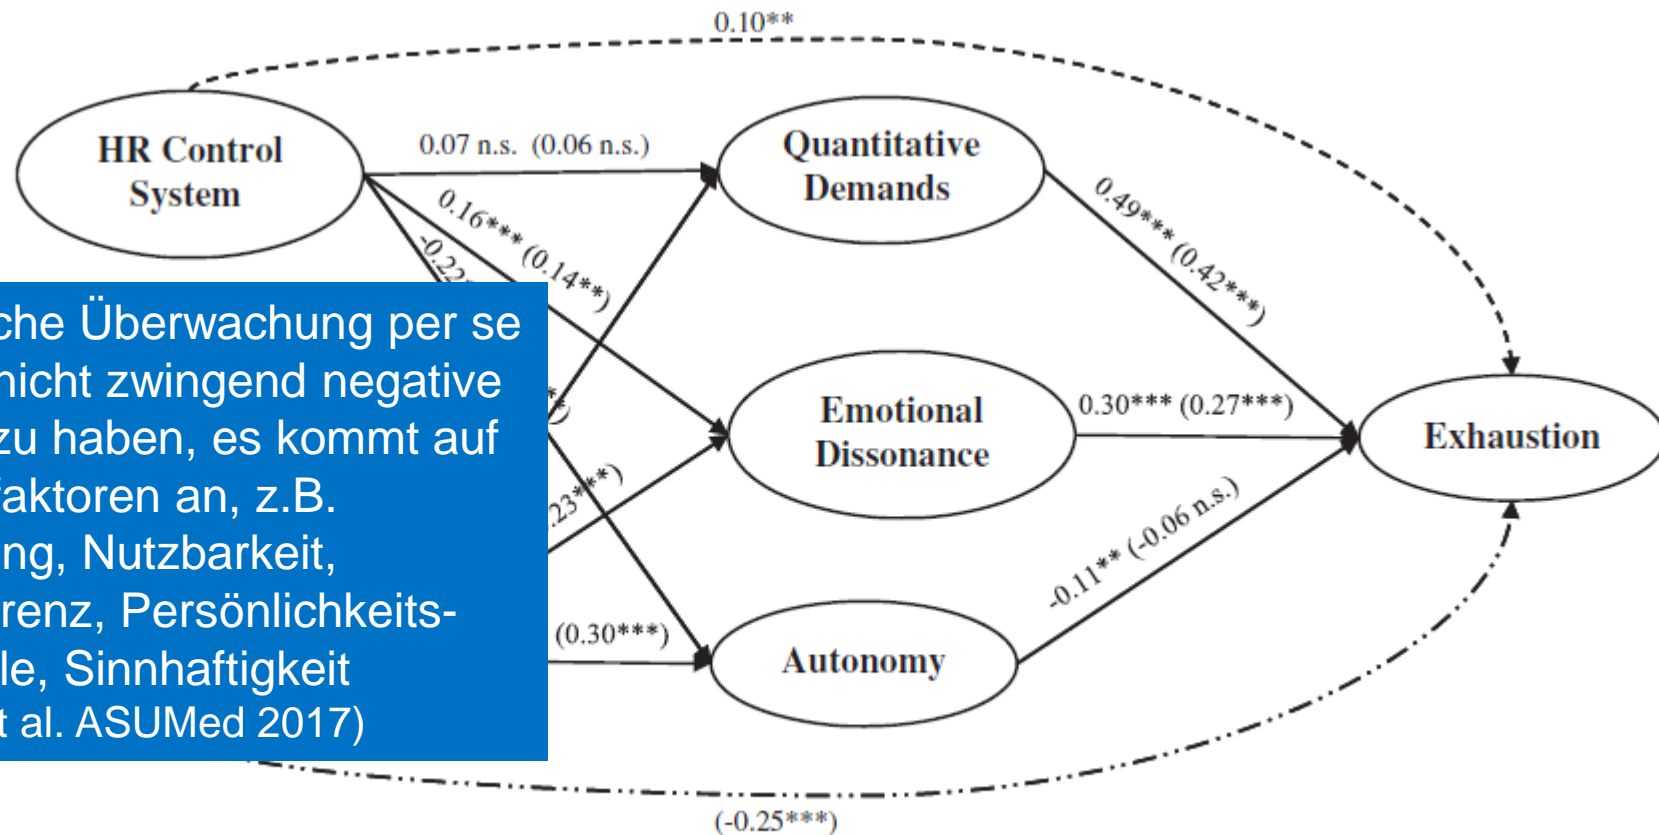 0.10**
HR Control
System
0.07 n.s. (0.06 n.s.)
Quantitative
Demands
0.16*** (0.14**)
-0.22
0.49*** (0.42***)
che Überwachung per se
nicht zwingend negative
zu haben, es kommt auf
faktoren an, z.B.
ng, Nutzbarkeit,
renz, Persönlichkeits-
le, Sinnhaftigkeit
t al. ASUMed 2017)
Emotional
Dissonance
0.30*** (0.27***)
Exhaustion
.23***)
(0.30***)
Autonomy
-0.11** (-0.06 n.s.)
(-0.25***)